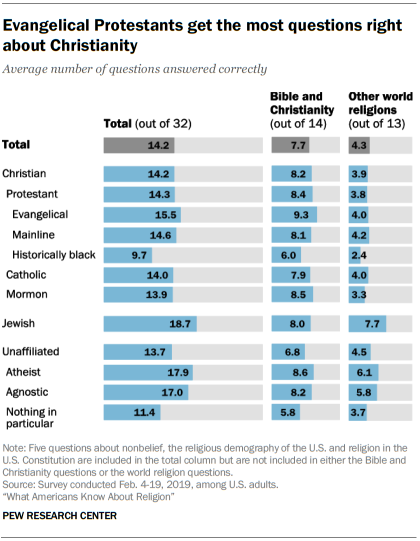 Evangelical Protestants get the most questions right
about Christianity
Average number of questions answered correctly
Total (out of 32)
Bible and
Christianity
(out of 14)
Other world
religions
(out of 13)
Total 14.2 7.7 4.3
Christian 14.2 8.2 3.9
Protestant 14.3 8.4 3.8
Evangelical 15.5 9.3 4.0
Mainline 14.6 8.1 4.2
Historically black 9.7 6.0 2.4
Catholic 14.0 7.9 4.0
Mormon 13.9 8.5 3.3
Jewish 18.7 8.0 7.7
Unaffiliated 13.7 6.8 4.5
Atheist 17.9 8.6 6.1
Agnostic 17.0 8.2 5.8
Nothing in
particular 11.4 5.8 3.7
Note: Five questions about nonbelief, the religious demography of the U.S. and religion in the
U.S. Constitution are included in the total column but are not included in either the Bible and
Christianity questions or the world religion questions.
Source: Survey conducted Feb. 4-19, 2019, among U.S. adults.
“What Americans Know About Religion”
PEW RESEARCH CENTER